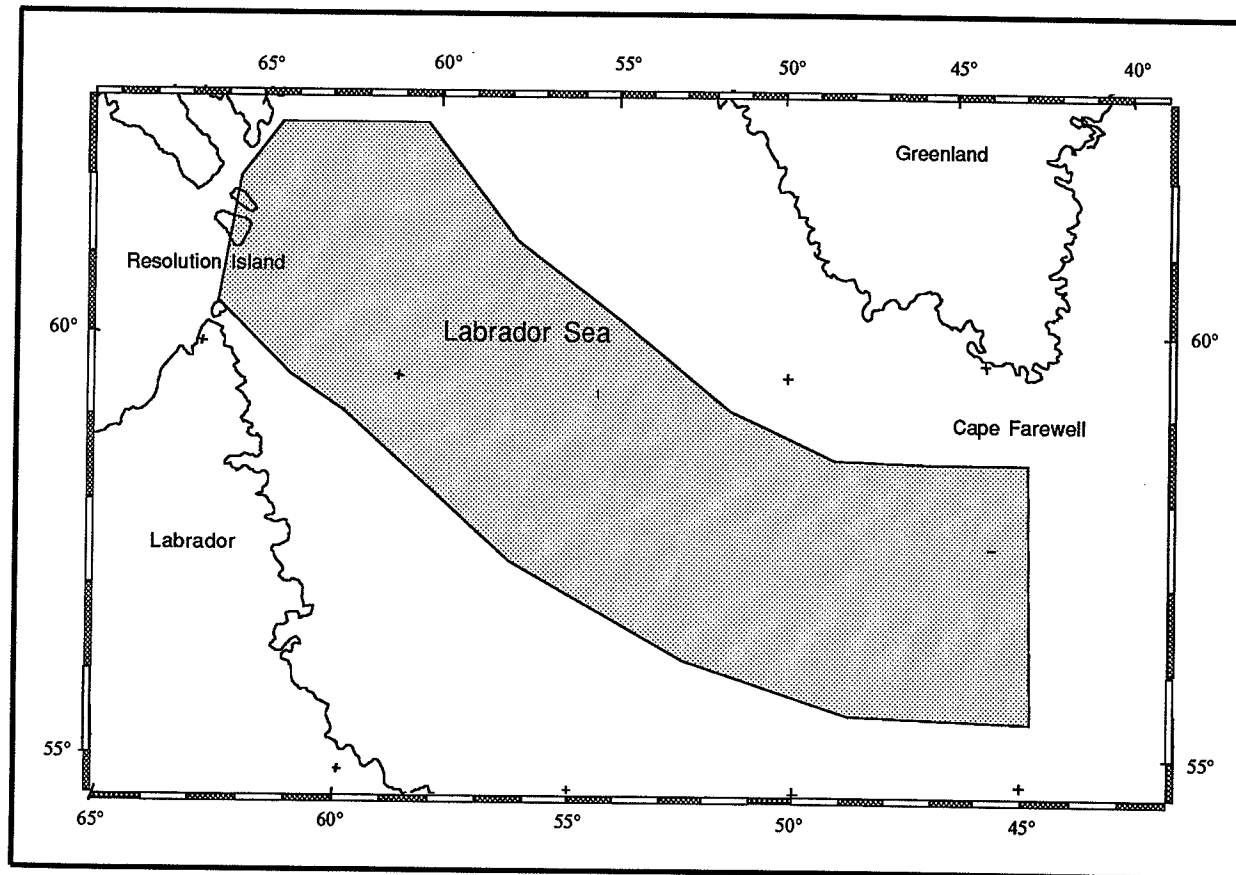 65° 60° 55° 50° 45° 40°
Greenland
Resolution Island
60° 60°
Labrador Sea
Cape Farewell
Labrador
55° 55°
65° 60° 55° 50° 45°